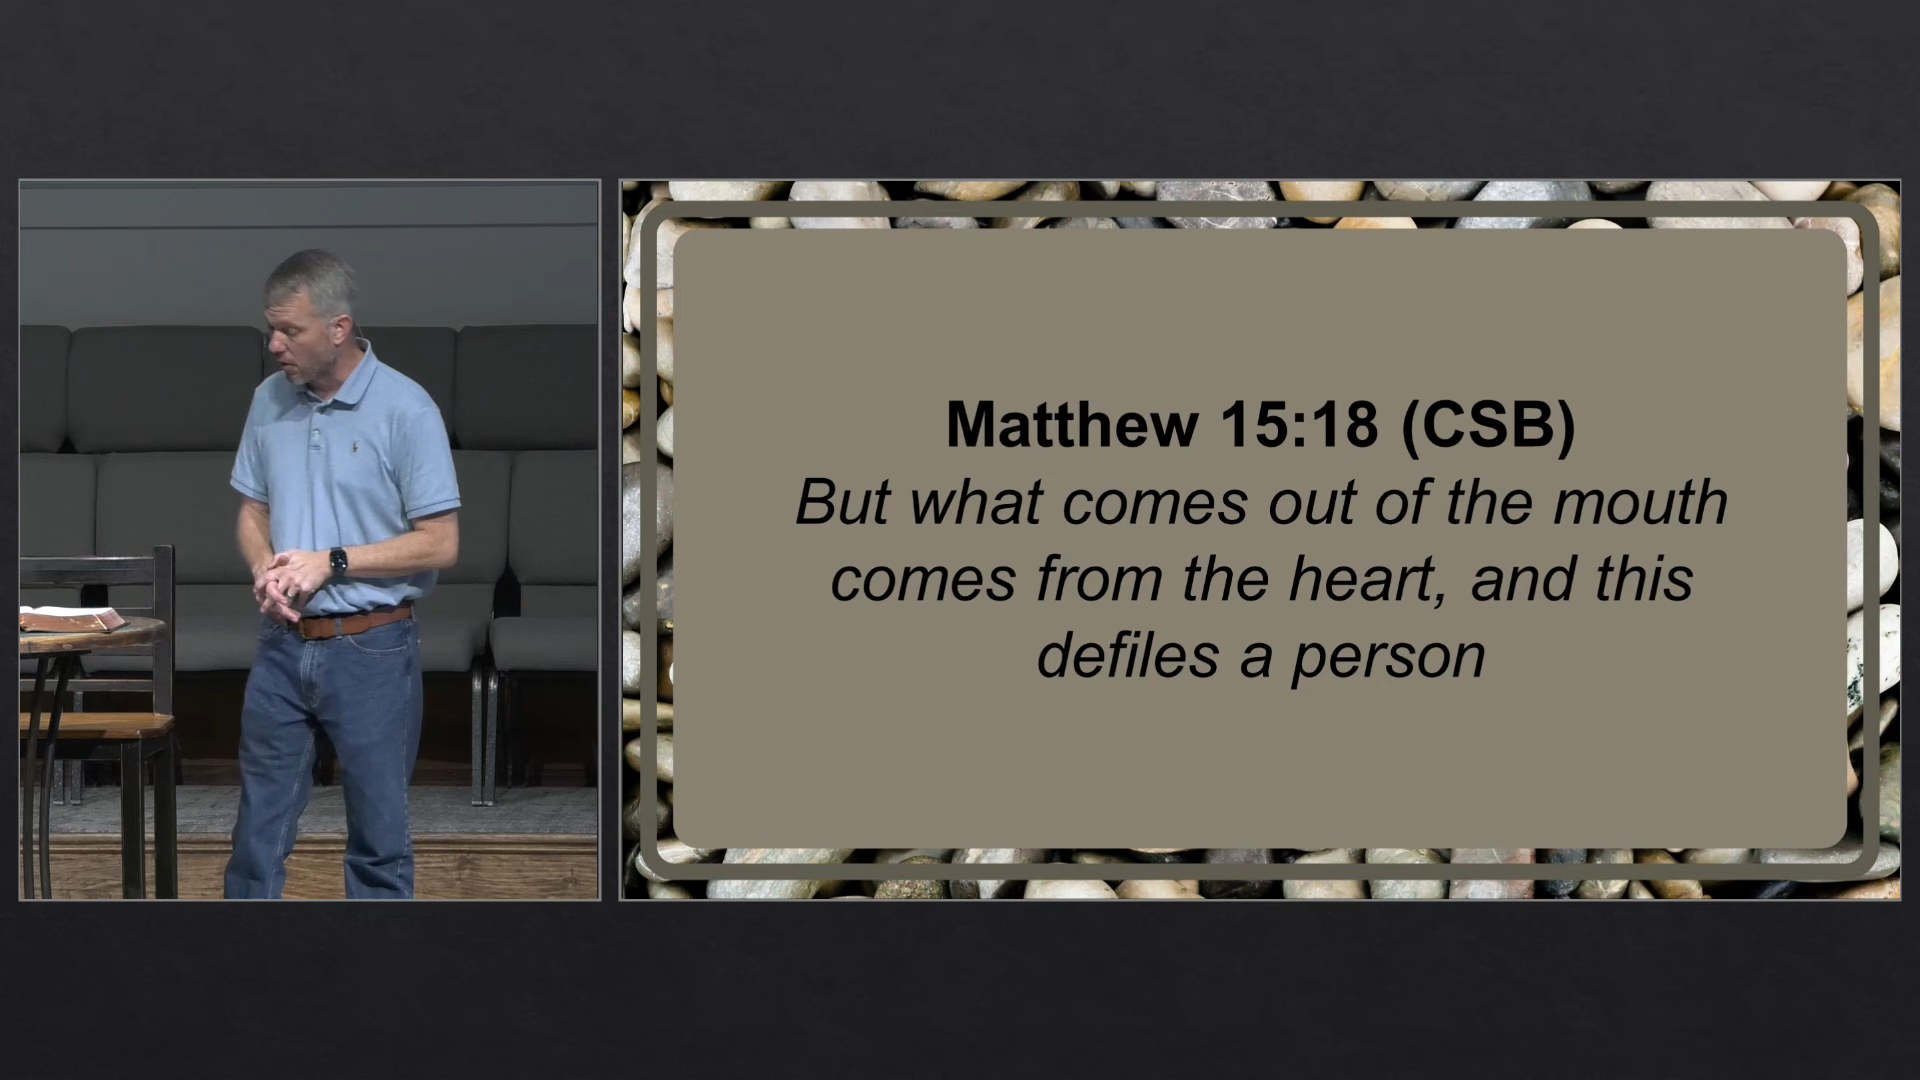 Matthew 15:18 (CSB)
But what comes out of the mouth
comes from the heart, and this
defiles a person